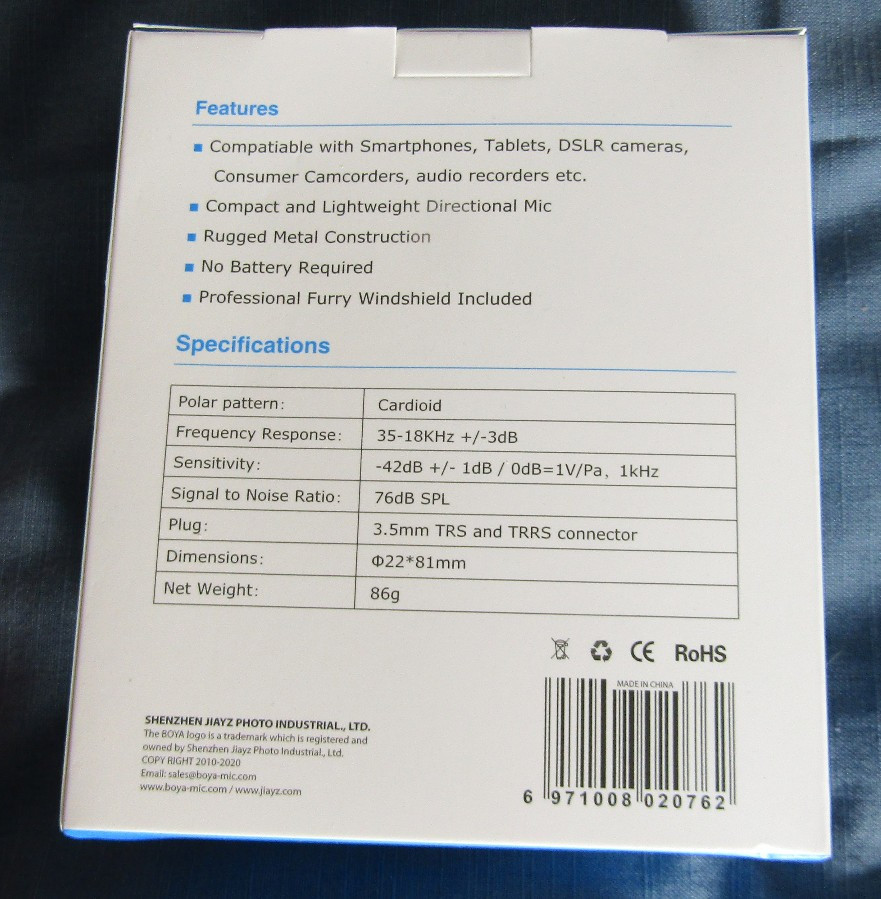 Features
Compatiable with Smartphones, Tablets, DSLR cameras,
Consumer Camcorders, audio recorders etc.
Compact and Lightweight Directional Mic
Rugged Metal Construction
No Battery Required
Professional Furry Windshield Included
Specifications
Polar pattern: Cardioid
Frequency Response: 35-18KHz +/-3dB
Sensitivity: -42dB +/- 1dB / 0dB=1V/Pa, 1kHz
Signal to Noise Ratio: 76dB SPL
Plug: 3.5mm TRS and TRRS connector
Dimensions: Φ22*81mm
Net Weight: 86g
CE RoHS
MADE IN CHINA
6 971008 020762
SHENZHEN JIAYZ PHOTO INDUSTRIAL., LTD.
The BOYA logo is a trademark which is registered and
owned by Shenzhen Jiayz Photo Industrial., Ltd.
COPY RIGHT 2010-2020
Email: sales@boya-mic.com
www.boya-mic.com / www.jiayz.com